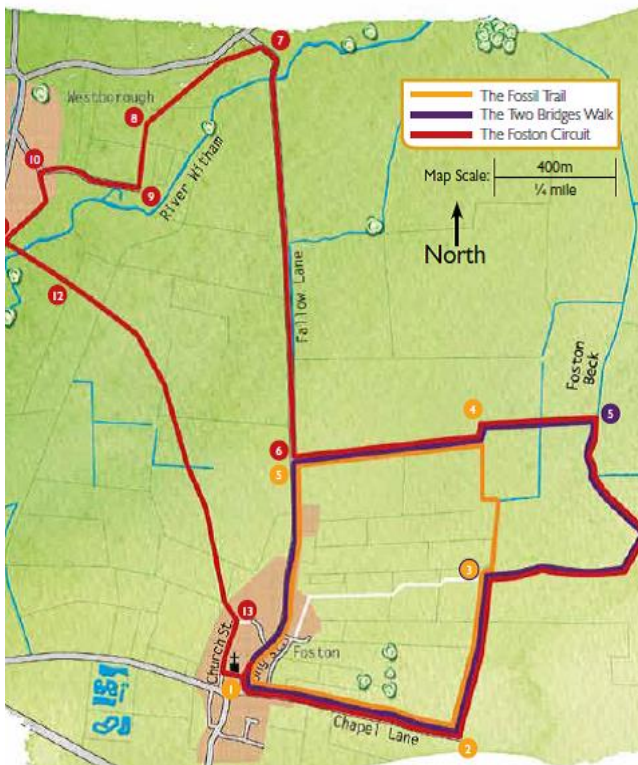 7
The Fossil Trail
The Two Bridges Walk
The Foston Circuit
Westborough
8
10
Map Scale:
400m
¼ mile
9
River Witham
North
12
Fallow Lane
Foston
Beck
4
5
6
5
3
13
Church St.
Foston
1
Chapel Lane
2